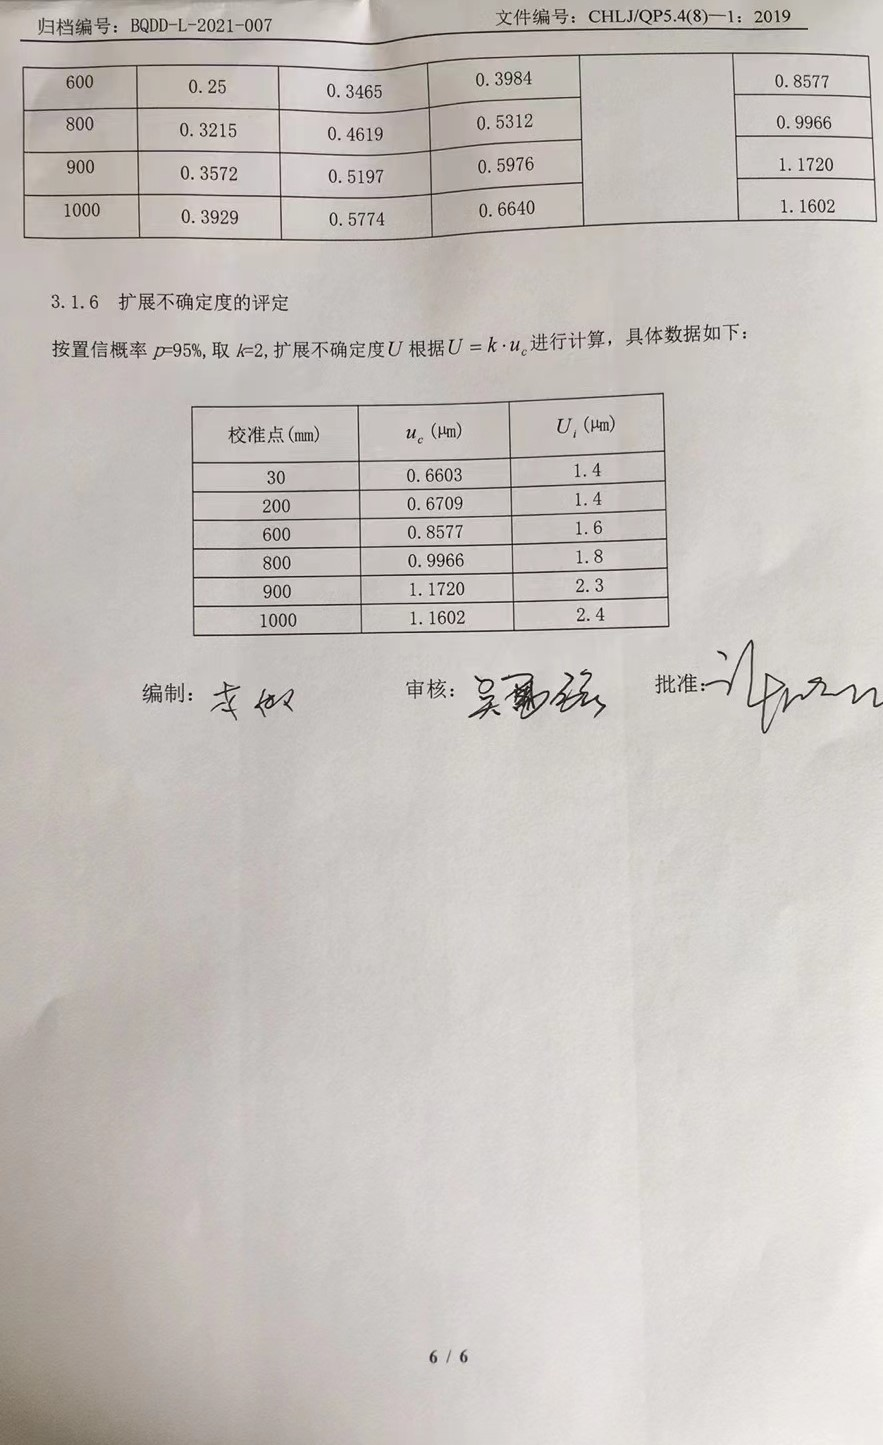 归档编号：BQDD-L-2021-007 文件编号：CHLJ/QP5.4(8)—1：2019
600 0.25 0.3465 0.3984 0.8577
800 0.3215 0.4619 0.5312 0.9966
900 0.3572 0.5197 0.5976 1.1720
1000 0.3929 0.5774 0.6640 1.1602
3.1.6 扩展不确定度的评定
按置信概率 p=95%,取 k=2,扩展不确定度U 根据U = k·u_c进行计算，具体数据如下：
校准点(mm) u_c (μm) U_i (μm)
30 0.6603 1.4
200 0.6709 1.4
600 0.8577 1.6
800 0.9966 1.8
900 1.1720 2.3
1000 1.1602 2.4
编制： 审核： 批准：
6 / 6